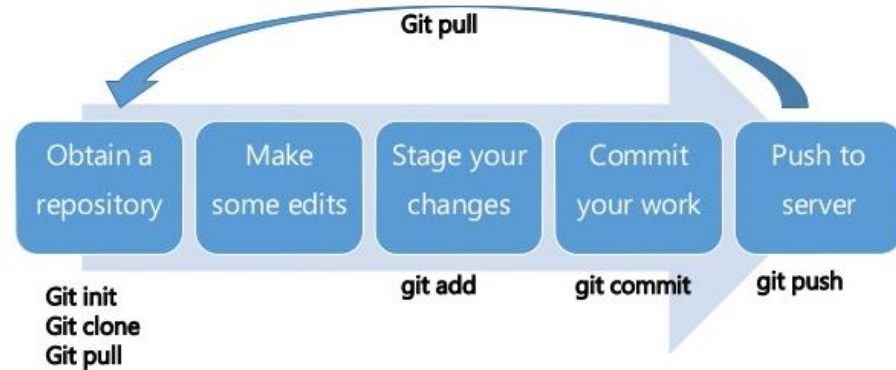 Git pull
Obtain a
repository
Make
some edits
Stage your
changes
Commit
your work
Push to
server
Git init
Git clone
Git pull
git add
git commit
git push